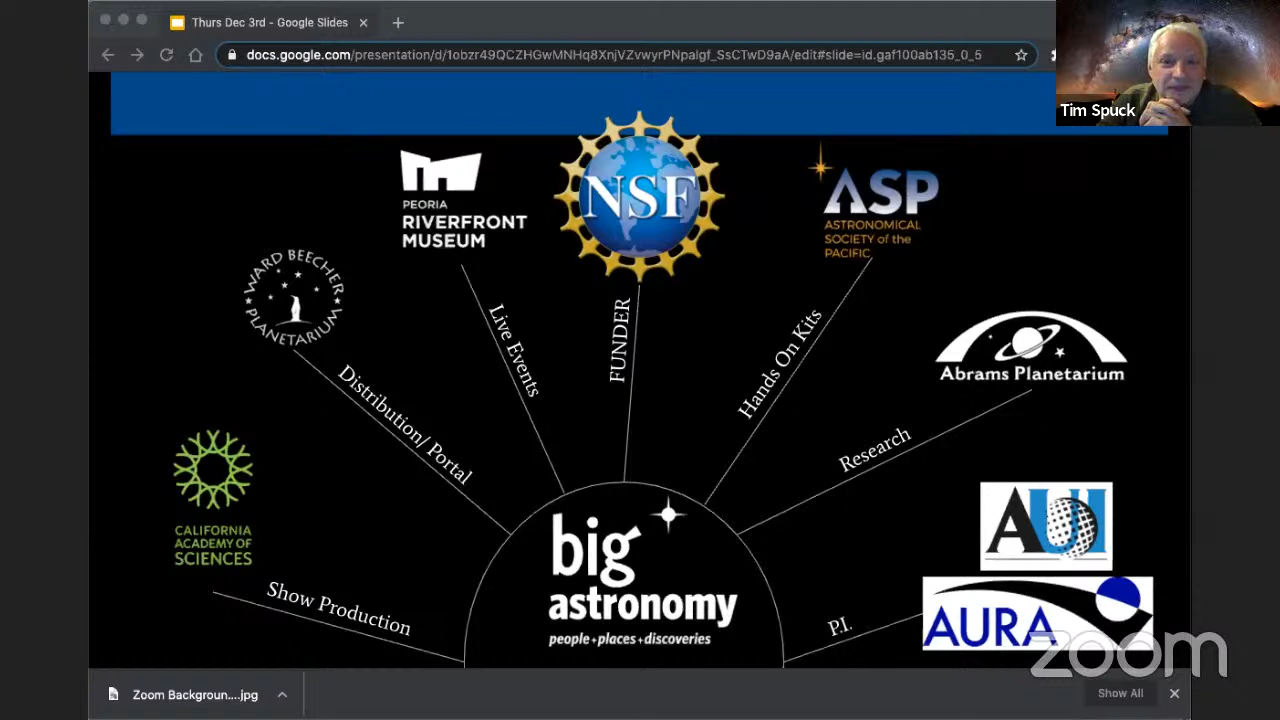 Thurs Dec 3rd - Google Slides
docs.google.com/presentation/d/1obzr49QCZHGwMNHq8XnjVZvwyrPNpalgf_SsCTwD9aA/edit#slide=id.gaf100ab135_0_5
Tim Spuck
PEORIA
RIVERFRONT
MUSEUM
NSF
ASP
ASTRONOMICAL
SOCIETY of the
PACIFIC
WARD BEECHER
PLANETARIUM
Abrams Planetarium
CALIFORNIA
ACADEMY OF
SCIENCES
Show Production
Distribution/ Portal
Live Events
FUNDER
Hands On Kits
Research
P.I.
AUI
AURA
big
astronomy
people+places+discoveries
zoom
Zoom Backgroun....jpg
Show All